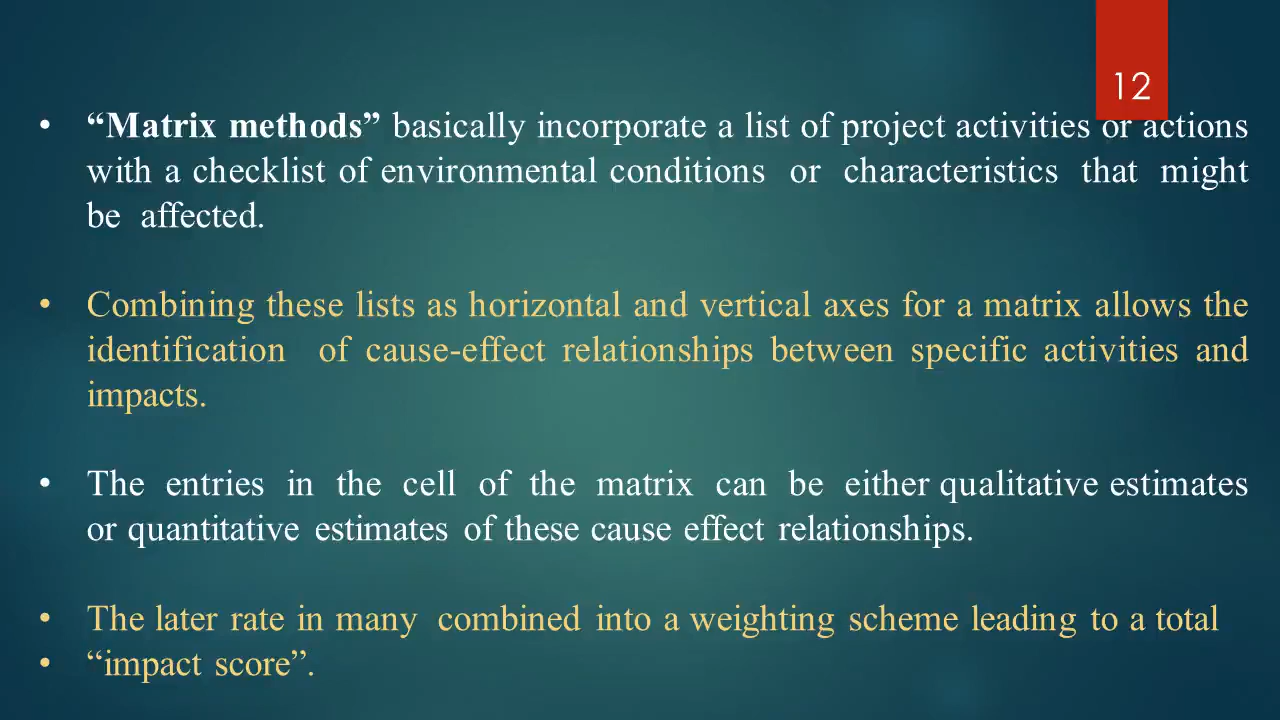 12
• “Matrix methods” basically incorporate a list of project activities or actions
with a checklist of environmental conditions or characteristics that might
be affected.
• Combining these lists as horizontal and vertical axes for a matrix allows the
identification of cause-effect relationships between specific activities and
impacts.
• The entries in the cell of the matrix can be either qualitative estimates
or quantitative estimates of these cause effect relationships.
• The later rate in many combined into a weighting scheme leading to a total
• “impact score”.